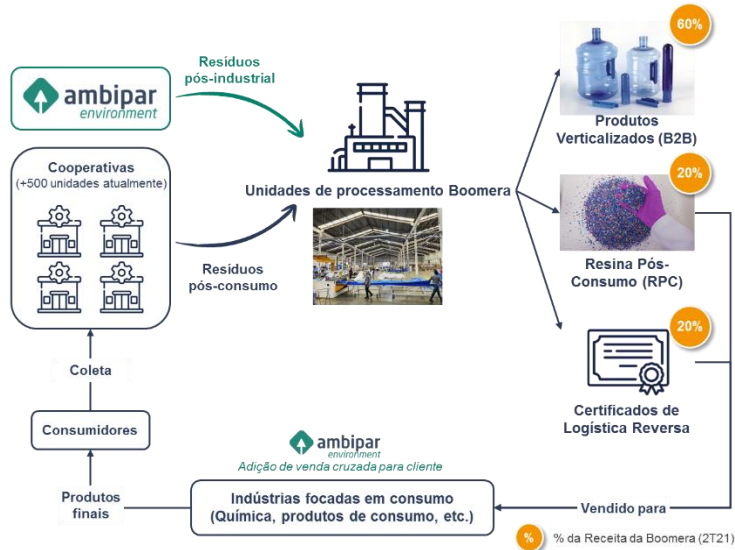 ambipar
environment
Resíduos
pós-industrial
60%
Produtos
Verticalizados (B2B)
Cooperativas
(+500 unidades atualmente)
Unidades de processamento Boomera
20%
Resíduos
pós-consumo
Resina Pós-
Consumo (RPC)
20%
Coleta
Certificados de
Logística Reversa
Consumidores
ambipar
environment
Adição de venda cruzada para cliente
Produtos
finais
Indústrias focadas em consumo
(Química, produtos de consumo, etc.)
Vendido para
% % da Receita da Boomera (2T21)